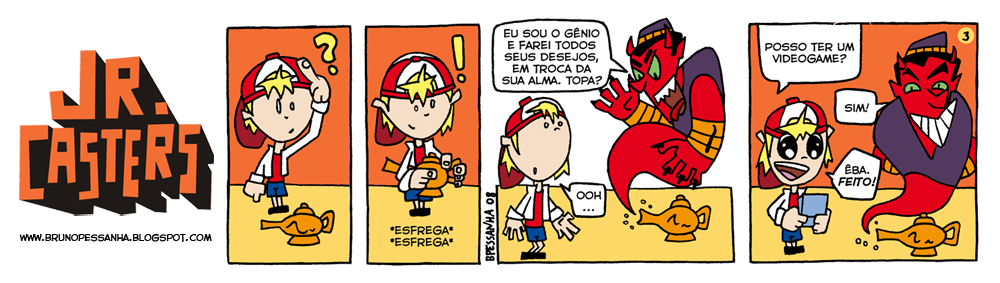 JR.
CASTERS
WWW.BRUNOPESSANHA.BLOGSPOT.COM
?
!
*ESFREGA*
*ESFREGA*
EU SOU O GÊNIO
E FAREI TODOS
SEUS DESEJOS,
EM TROCA DA
SUA ALMA. TOPA?
OOH
...
BPESSANHA 08
3
POSSO TER UM
VIDEOGAME?
SIM!
ÊBA.
FEITO!